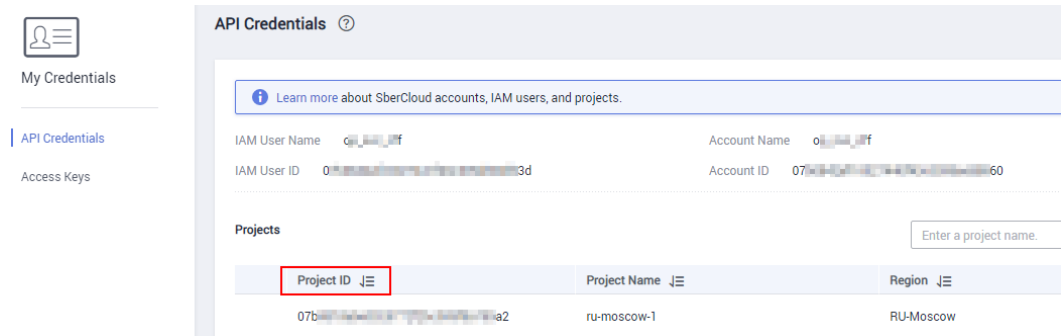 API Credentials ?
My Credentials
Learn more about SberCloud accounts, IAM users, and projects.
API Credentials
IAM User Name
Account Name
Access Keys
IAM User ID
Account ID
Projects
Enter a project name.
Project ID Project Name Region
ru-moscow-1 RU-Moscow